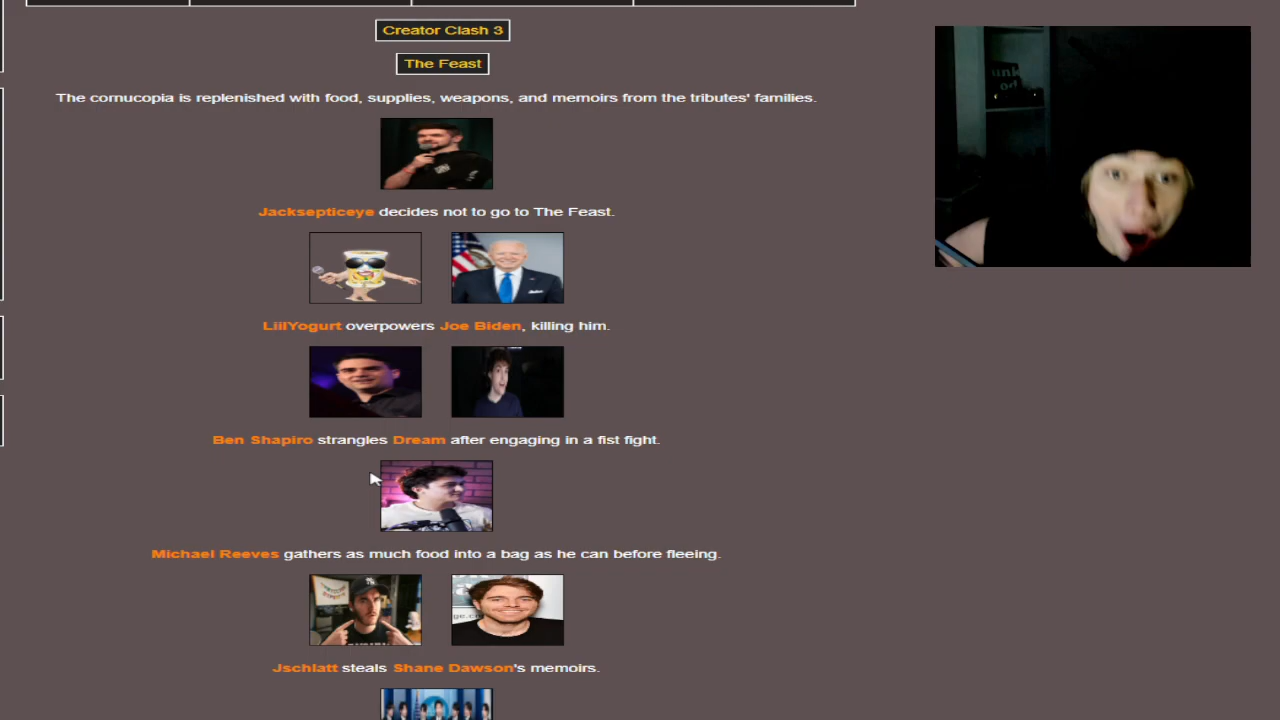 Creator Clash 3
The Feast
The cornucopia is replenished with food, supplies, weapons, and memoirs from the tributes' families.
Jacksepticeye decides not to go to The Feast.
LiilYogurt overpowers Joe Biden, killing him.
Ben Shapiro strangles Dream after engaging in a fist fight.
Michael Reeves gathers as much food into a bag as he can before fleeing.
Jschlatt steals Shane Dawson's memoirs.